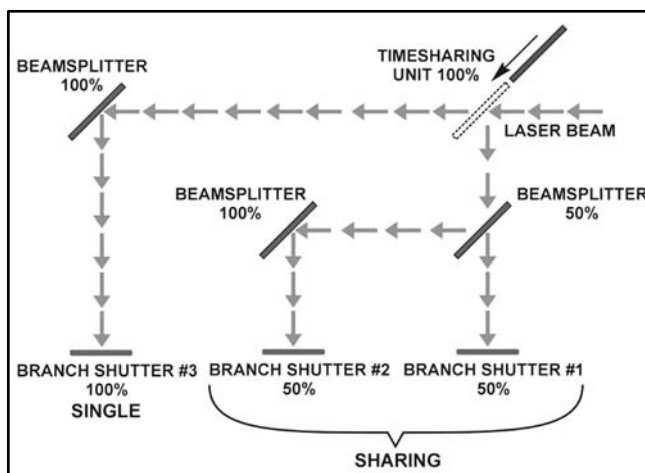 BEAMSPLITTER
100%
TIMESHARING
UNIT 100%
LASER BEAM
BEAMSPLITTER
100%
BEAMSPLITTER
50%
BRANCH SHUTTER #3
100%
SINGLE
BRANCH SHUTTER #2
50%
BRANCH SHUTTER #1
50%
SHARING